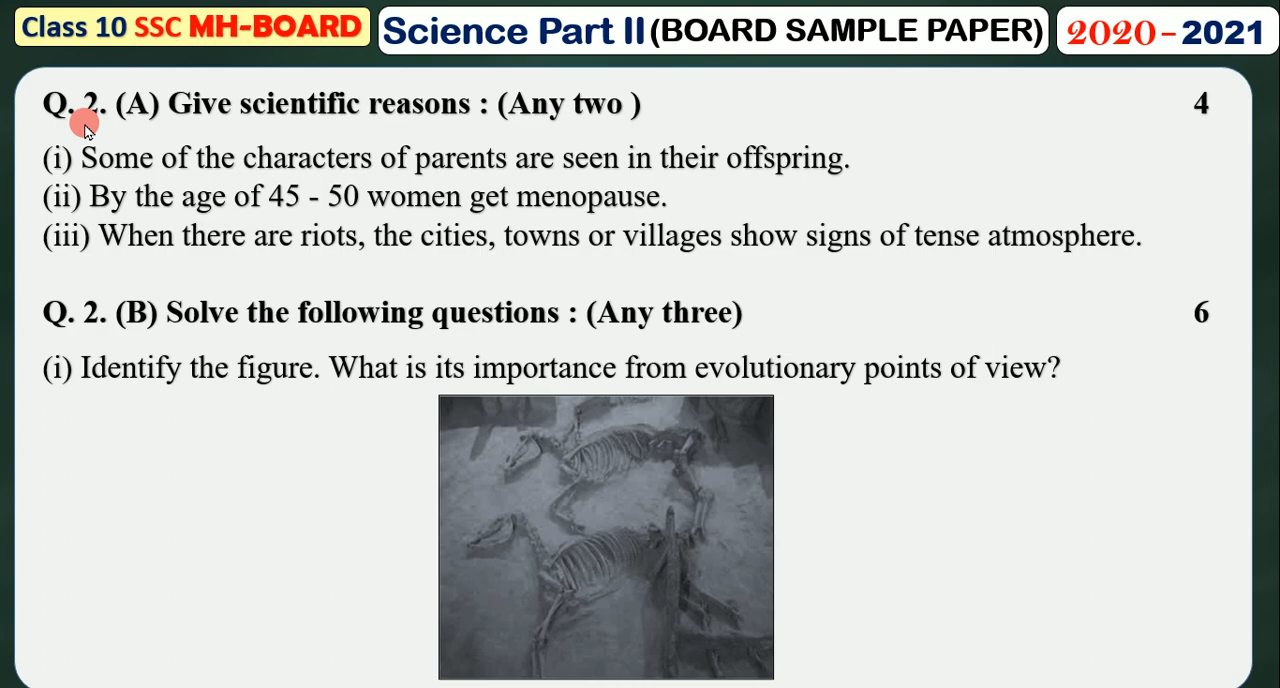 Class 10 SSC MH-BOARD Science Part II (BOARD SAMPLE PAPER) 2020-2021
Q. 2. (A) Give scientific reasons : (Any two ) 4
(i) Some of the characters of parents are seen in their offspring.
(ii) By the age of 45 - 50 women get menopause.
(iii) When there are riots, the cities, towns or villages show signs of tense atmosphere.
Q. 2. (B) Solve the following questions : (Any three) 6
(i) Identify the figure. What is its importance from evolutionary points of view?